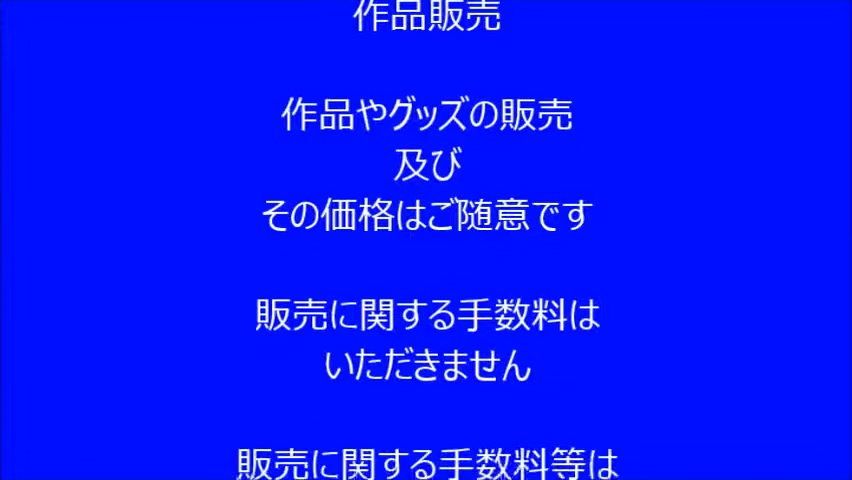 作品販売
作品やグッズの販売
及び
その価格はご随意です
販売に関する手数料は
いただきません
販売に関する手数料等は